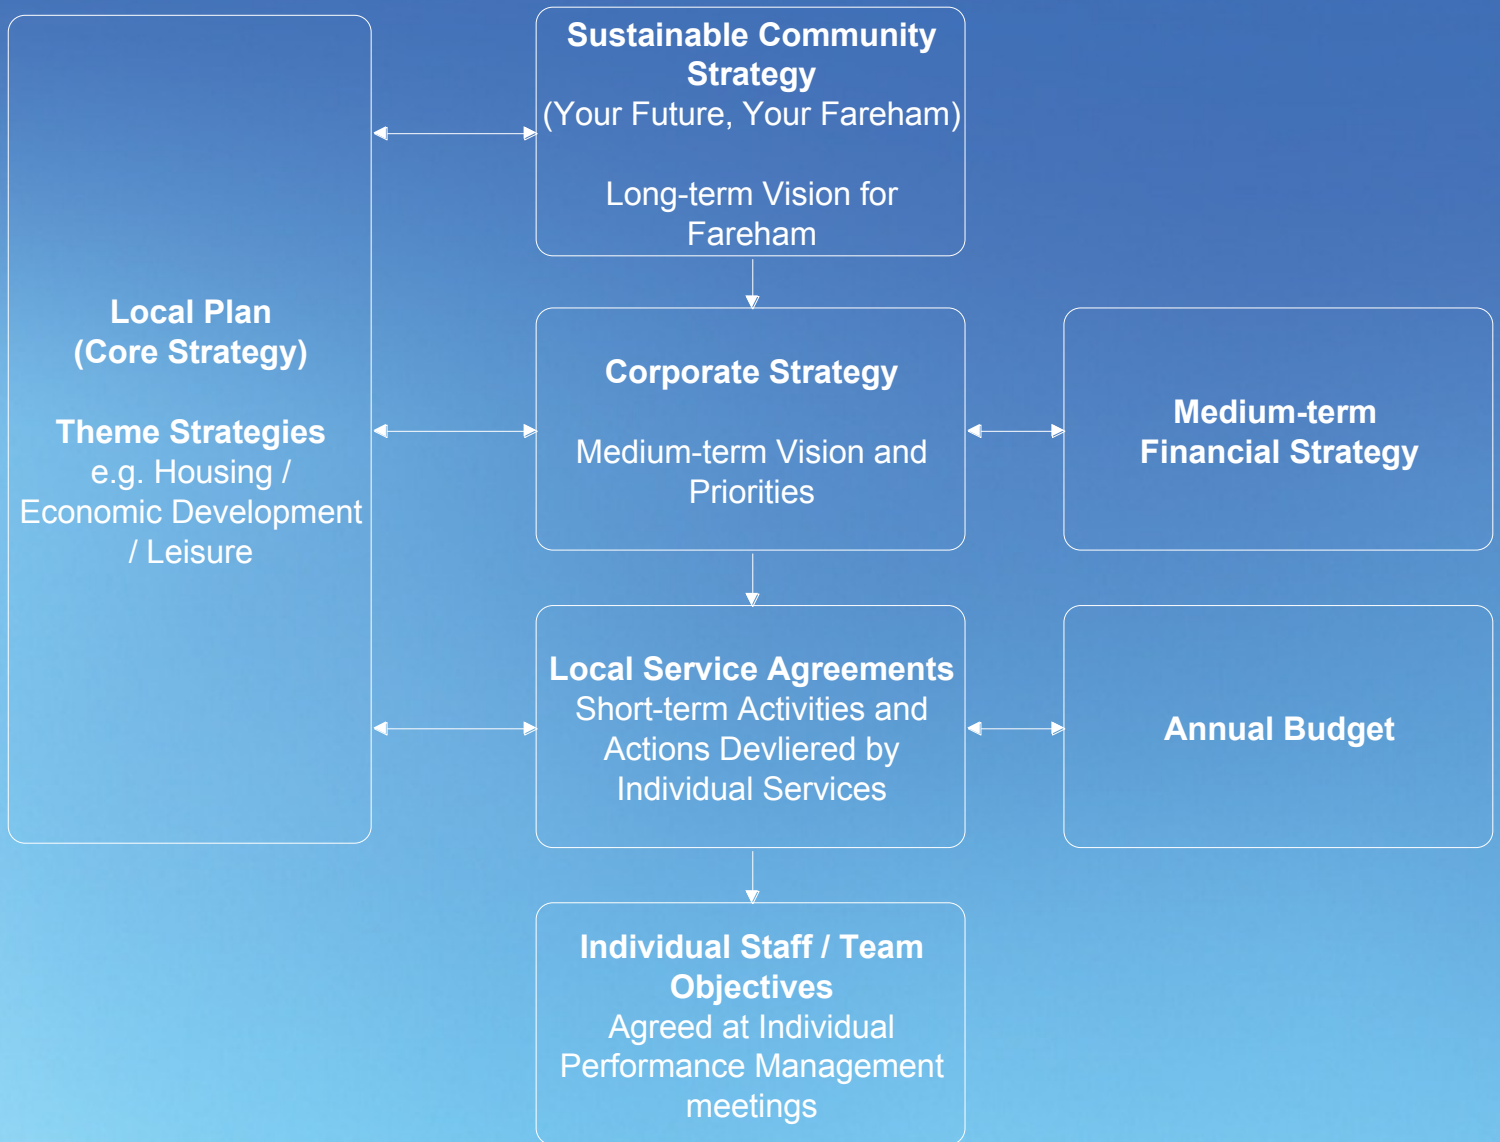 Sustainable Community
Strategy
(Your Future, Your Fareham)
Long-term Vision for
Fareham
Local Plan
(Core Strategy)
Theme Strategies
e.g. Housing /
Economic Development
/ Leisure
Corporate Strategy
Medium-term Vision and
Priorities
Medium-term
Financial Strategy
Local Service Agreements
Short-term Activities and
Actions Devliered by
Individual Services
Annual Budget
Individual Staff / Team
Objectives
Agreed at Individual
Performance Management
meetings